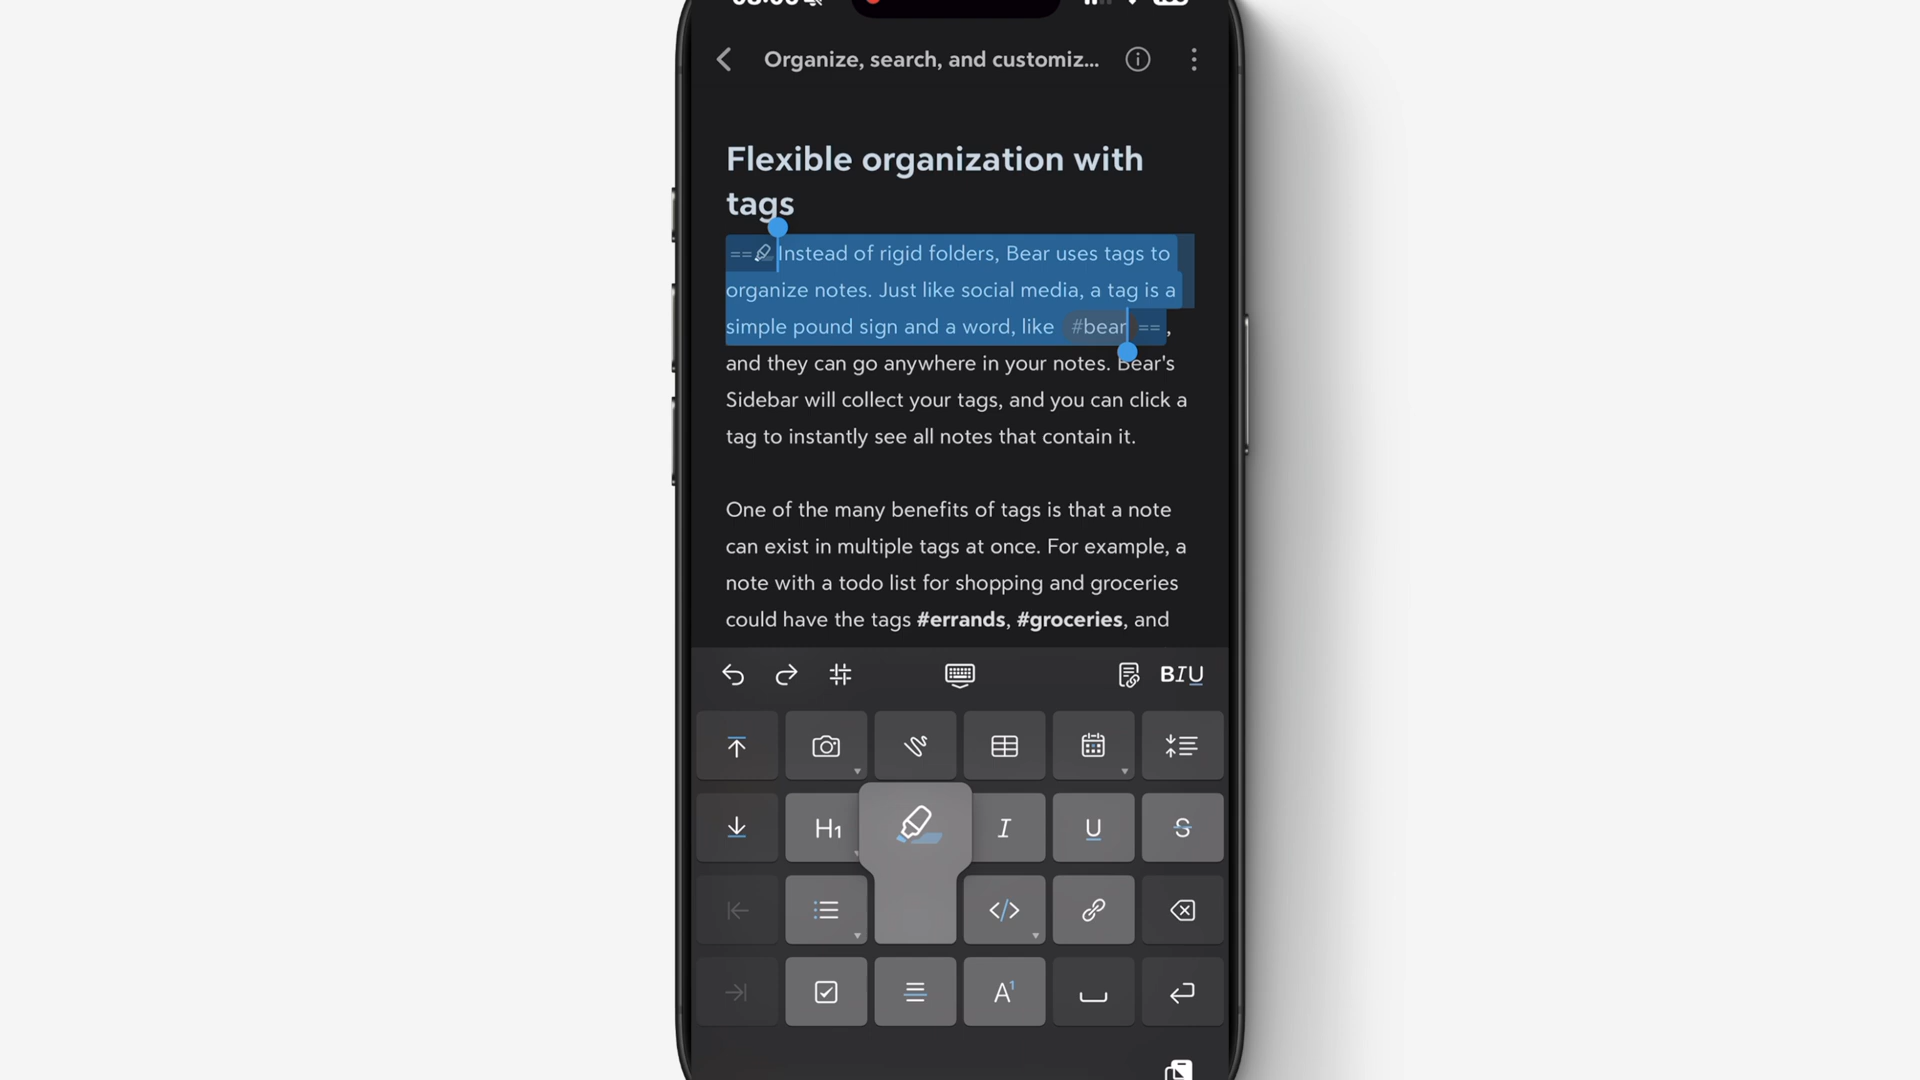 Organize, search, and customiz...
Flexible organization with
tags
==Instead of rigid folders, Bear uses tags to
organize notes. Just like social media, a tag is a
simple pound sign and a word, like #bear ==,
and they can go anywhere in your notes. Bear's
Sidebar will collect your tags, and you can click a
tag to instantly see all notes that contain it.
One of the many benefits of tags is that a note
can exist in multiple tags at once. For example, a
note with a todo list for shopping and groceries
could have the tags #errands, #groceries, and
BIU
H1 I U S
</> 
A¹